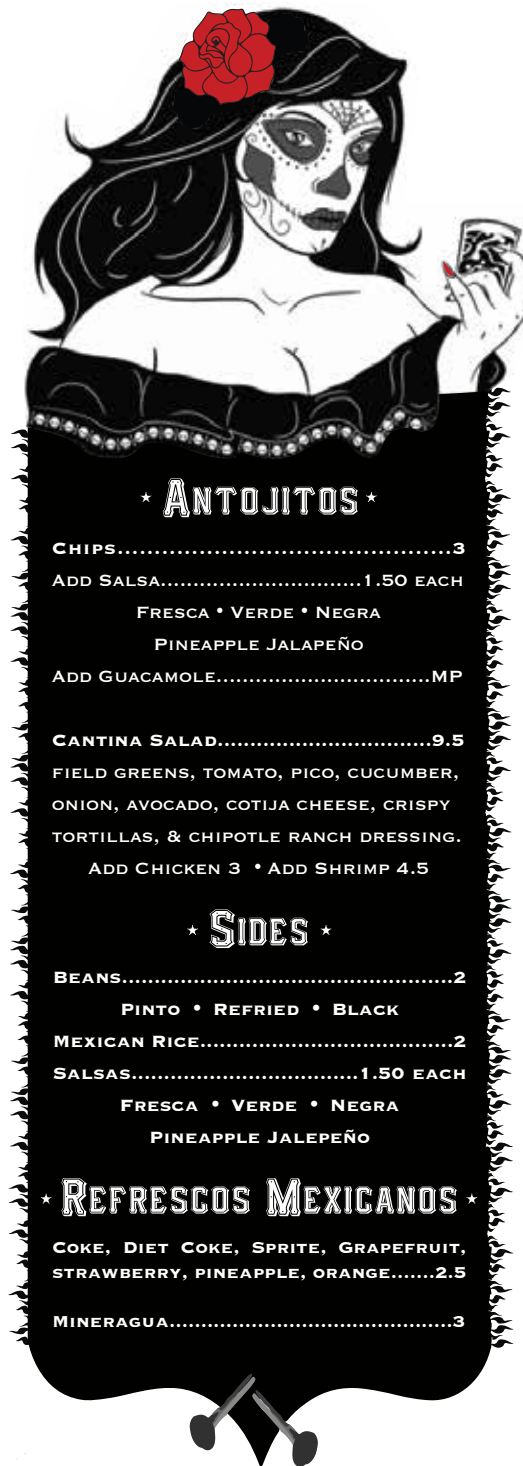 ★ Antojitos ★
Chips..........................................3
Add Salsa...............................1.50 each
Fresca • Verde • Negra
Pineapple Jalapeño
Add Guacamole.................................MP
Cantina Salad.................................9.5
field greens, tomato, pico, cucumber,
onion, avocado, cotija cheese, crispy
tortillas, & chipotle ranch dressing.
Add Chicken 3 • Add Shrimp 4.5
★ Sides ★
Beans...................................................2
Pinto • Refried • Black
Mexican Rice.......................................2
Salsas...................................1.50 each
Fresca • Verde • Negra
Pineapple Jalepeño
★ Refrescos Mexicanos ★
Coke, Diet Coke, Sprite, Grapefruit,
strawberry, pineapple, orange.......2.5
Mineragua............................................3